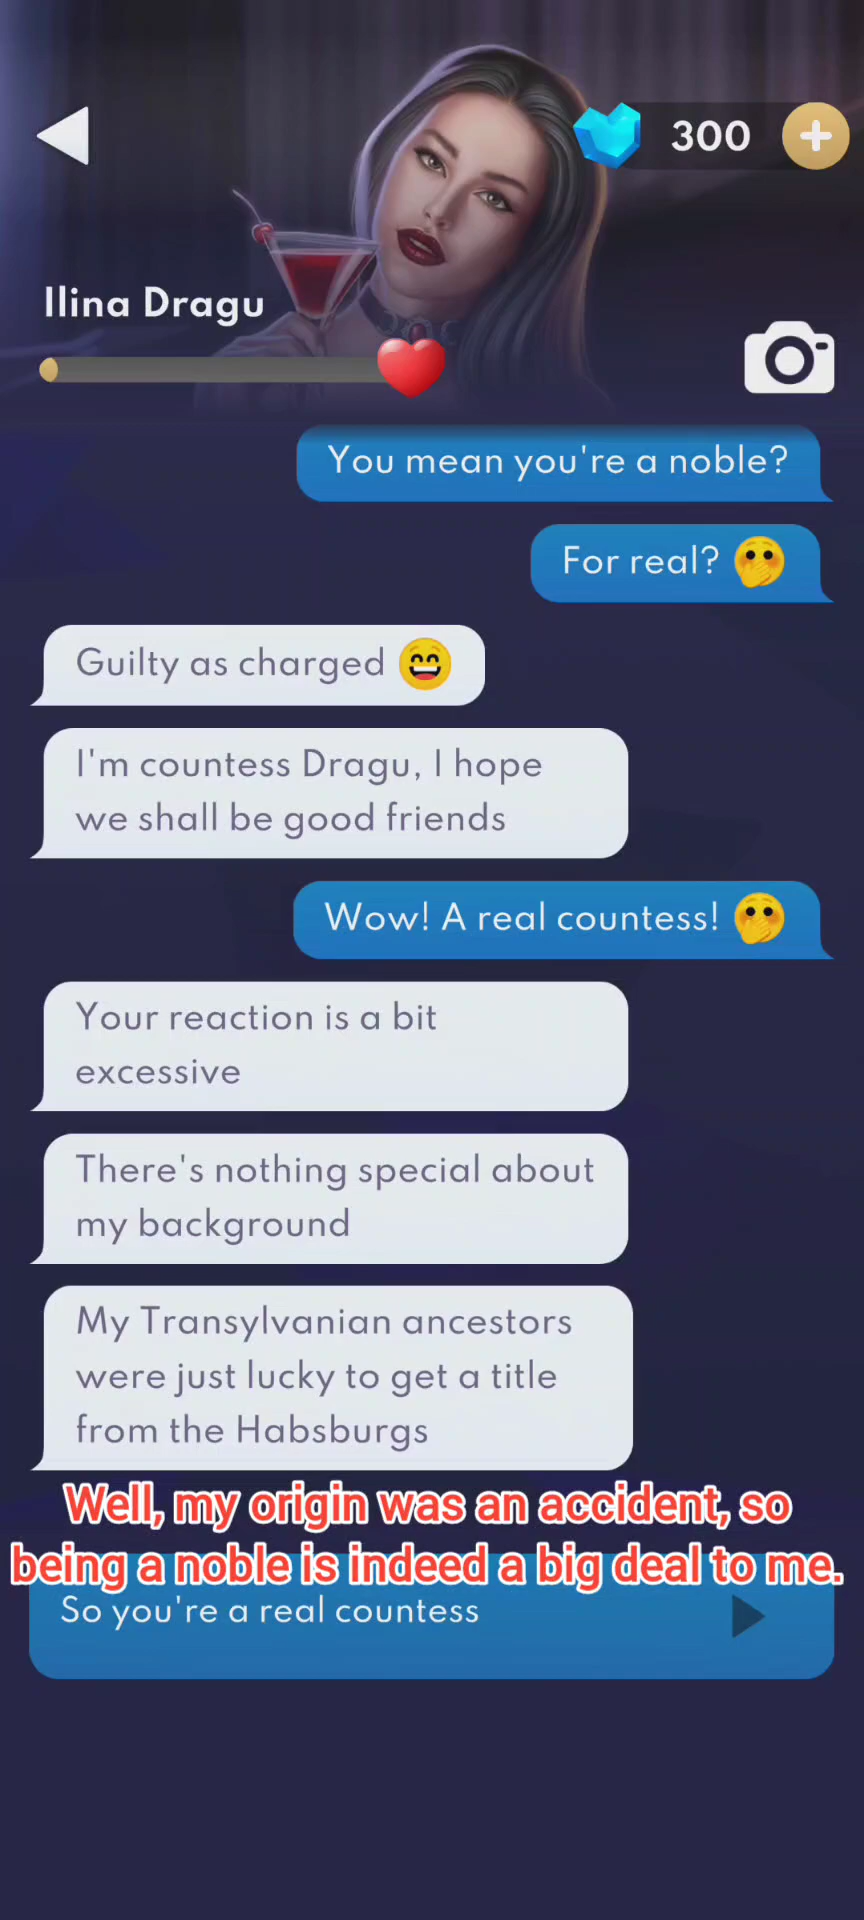 300
Ilina Dragu
You mean you're a noble?
For real? 🫢
Guilty as charged 😄
I'm countess Dragu, I hope
we shall be good friends
Wow! A real countess! 🫢
Your reaction is a bit
excessive
There's nothing special about
my background
My Transylvanian ancestors
were just lucky to get a title
from the Habsburgs
Well, my origin was an accident, so
being a noble is indeed a big deal to me.
So you're a real countess